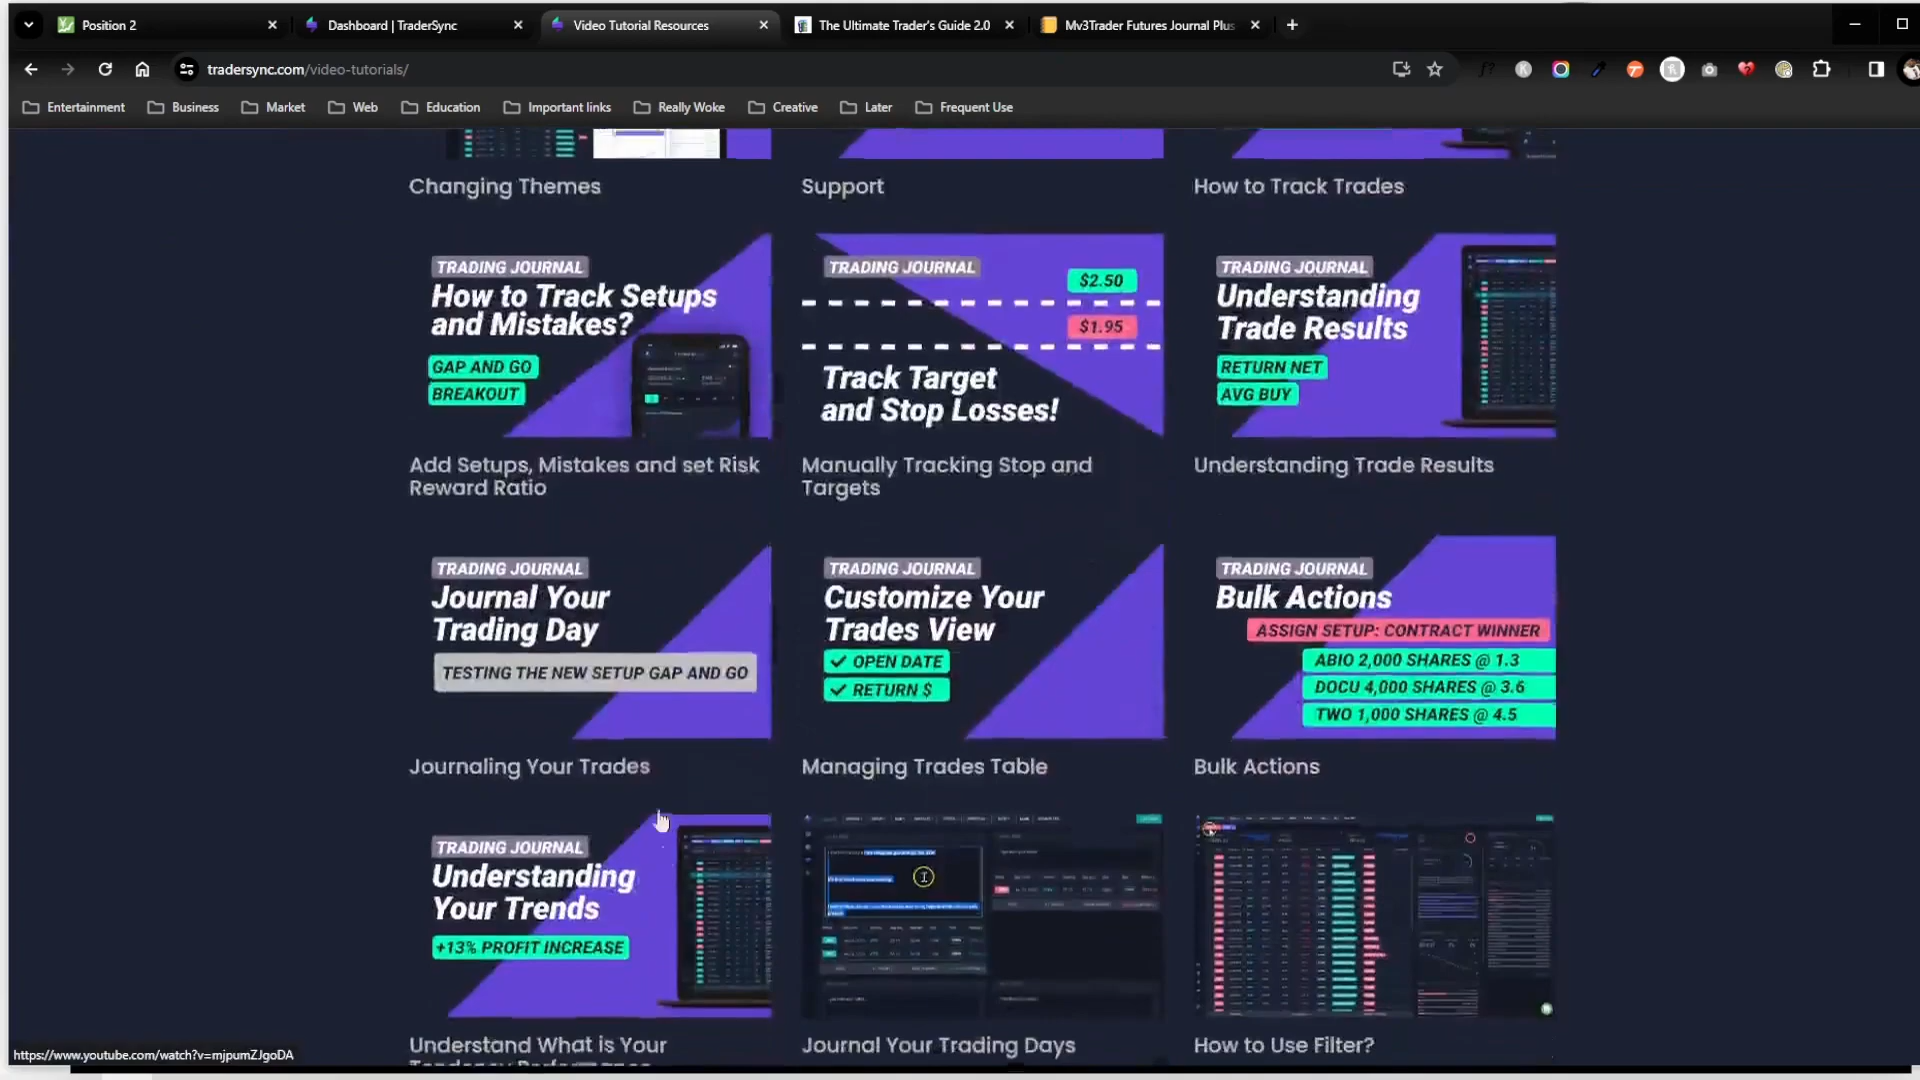 Position 2
Dashboard | TraderSync
Video Tutorial Resources
The Ultimate Trader's Guide 2.0
Mv3Trader Futures Journal Plus
tradersync.com/video-tutorials/
Entertainment
Business
Market
Web
Education
Important links
Really Woke
Creative
Later
Frequent Use
Changing Themes
Support
How to Track Trades
TRADING JOURNAL
How to Track Setups
and Mistakes?
GAP AND GO
BREAKOUT
Add Setups, Mistakes and set Risk
Reward Ratio
TRADING JOURNAL
$2.50
$1.95
Track Target
and Stop Losses!
Manually Tracking Stop and
Targets
TRADING JOURNAL
Understanding
Trade Results
RETURN NET
AVG BUY
Understanding Trade Results
TRADING JOURNAL
Journal Your
Trading Day
TESTING THE NEW SETUP GAP AND GO
Journaling Your Trades
TRADING JOURNAL
Customize Your
Trades View
✓ OPEN DATE
✓ RETURN $
Managing Trades Table
TRADING JOURNAL
Bulk Actions
ASSIGN SETUP: CONTRACT WINNER
ABIO 2,000 SHARES @ 1.3
DOCU 4,000 SHARES @ 3.6
TWO 1,000 SHARES @ 4.5
Bulk Actions
TRADING JOURNAL
Understanding
Your Trends
+13% PROFIT INCREASE
Understand What is Your
Journal Your Trading Days
How to Use Filter?
https://www.youtube.com/watch?v=mjpumZJgoDA